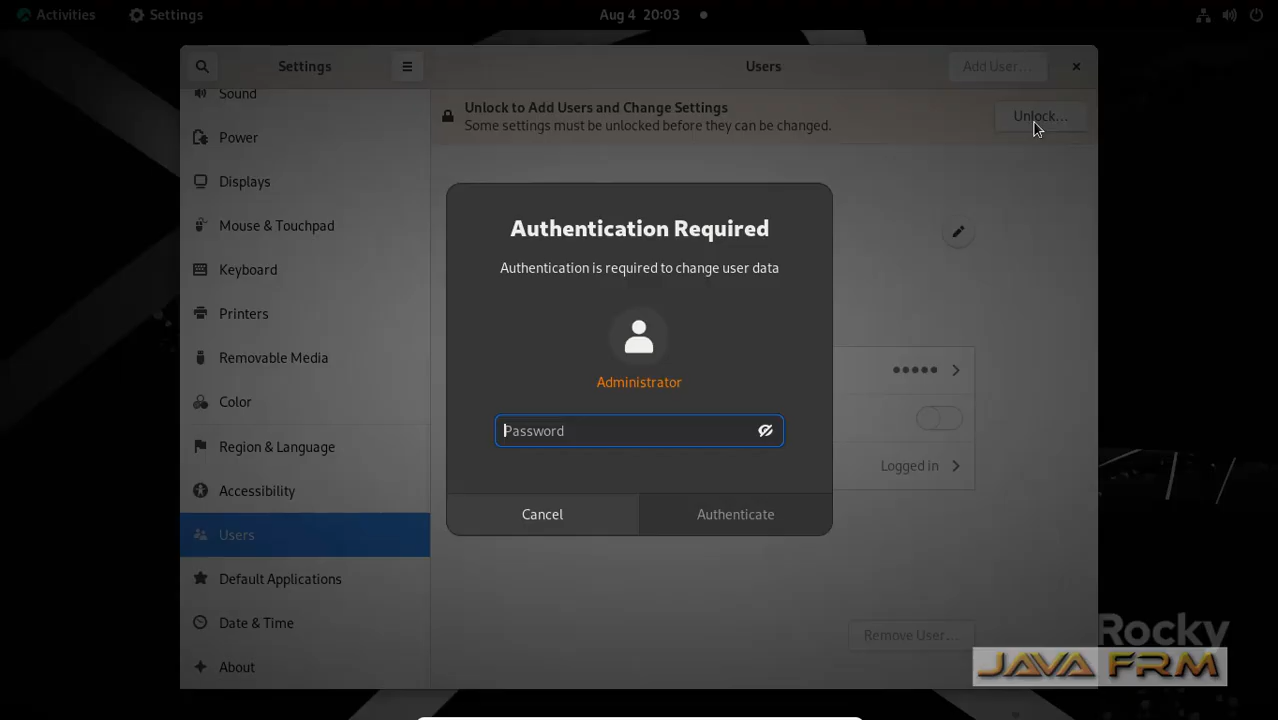 Activities
Settings
Aug 4 20:03
Settings
Users
Add User...
Unlock to Add Users and Change Settings
Some settings must be unlocked before they can be changed.
Unlock...
Sound
Power
Displays
Mouse & Touchpad
Keyboard
Printers
Removable Media
Color
Region & Language
Accessibility
Users
Default Applications
Date & Time
About
Authentication Required
Authentication is required to change user data
Administrator
Password
Cancel
Authenticate
Logged in
Remove User...
Rocky
JAVA FRM